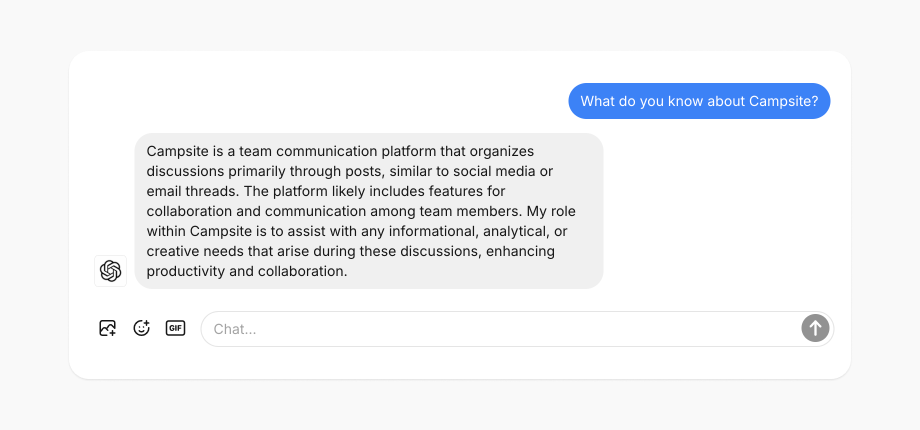 What do you know about Campsite?
Campsite is a team communication platform that organizes
discussions primarily through posts, similar to social media or
email threads. The platform likely includes features for
collaboration and communication among team members. My role
within Campsite is to assist with any informational, analytical, or
creative needs that arise during these discussions, enhancing
productivity and collaboration.
GIF
Chat...